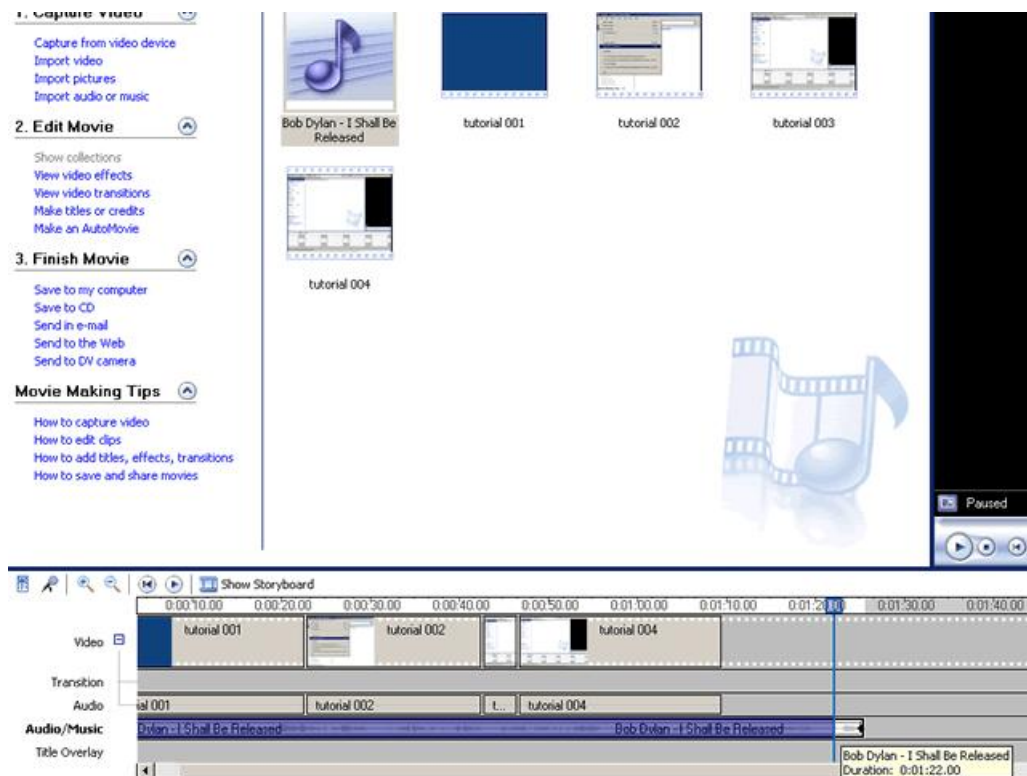 1. Capture Video
Capture from video device
Import video
Import pictures
Import audio or music
2. Edit Movie
Show collections
View video effects
View video transitions
Make titles or credits
Make an AutoMovie
3. Finish Movie
Save to my computer
Save to CD
Send in e-mail
Send to the Web
Send to DV camera
Movie Making Tips
How to capture video
How to edit clips
How to add titles, effects, transitions
How to save and share movies
Bob Dylan - I Shall Be
Released
tutorial 001
tutorial 002
tutorial 003
tutorial 004
Paused
Show Storyboard
0:00:10.00 0:00:20.00 0:00:30.00 0:00:40.00 0:00:50.00 0:01:00.00 0:01:10.00 0:01:20.00 0:01:30.00 0:01:40.00
Video tutorial 001 tutorial 002 tutorial 004
Transition
Audio ial 001 tutorial 002 t... tutorial 004
Audio/Music Dylan - I Shall Be Released Bob Dylan - I Shall Be Released
Title Overlay
Bob Dylan - I Shall Be Released
Duration: 0:01:22.00